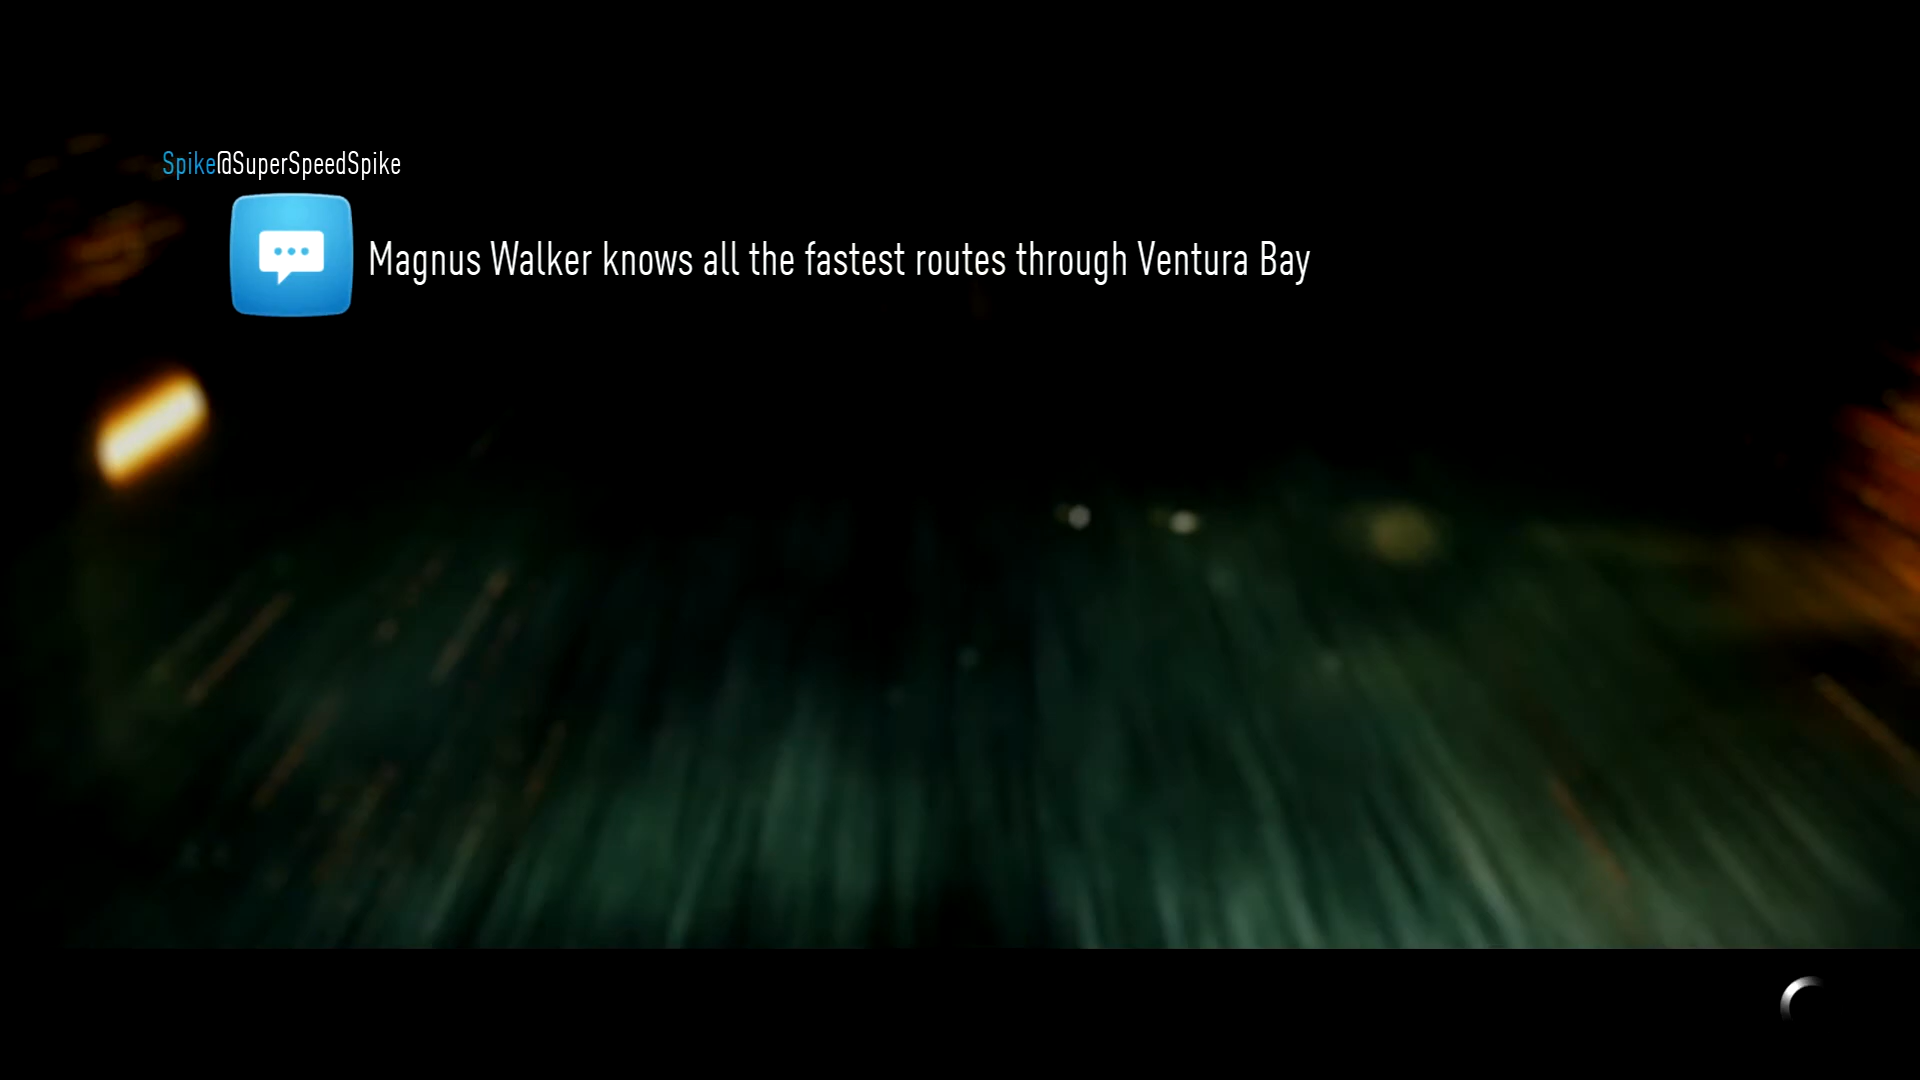 Spike@SuperSpeedSpike
Magnus Walker knows all the fastest routes through Ventura Bay